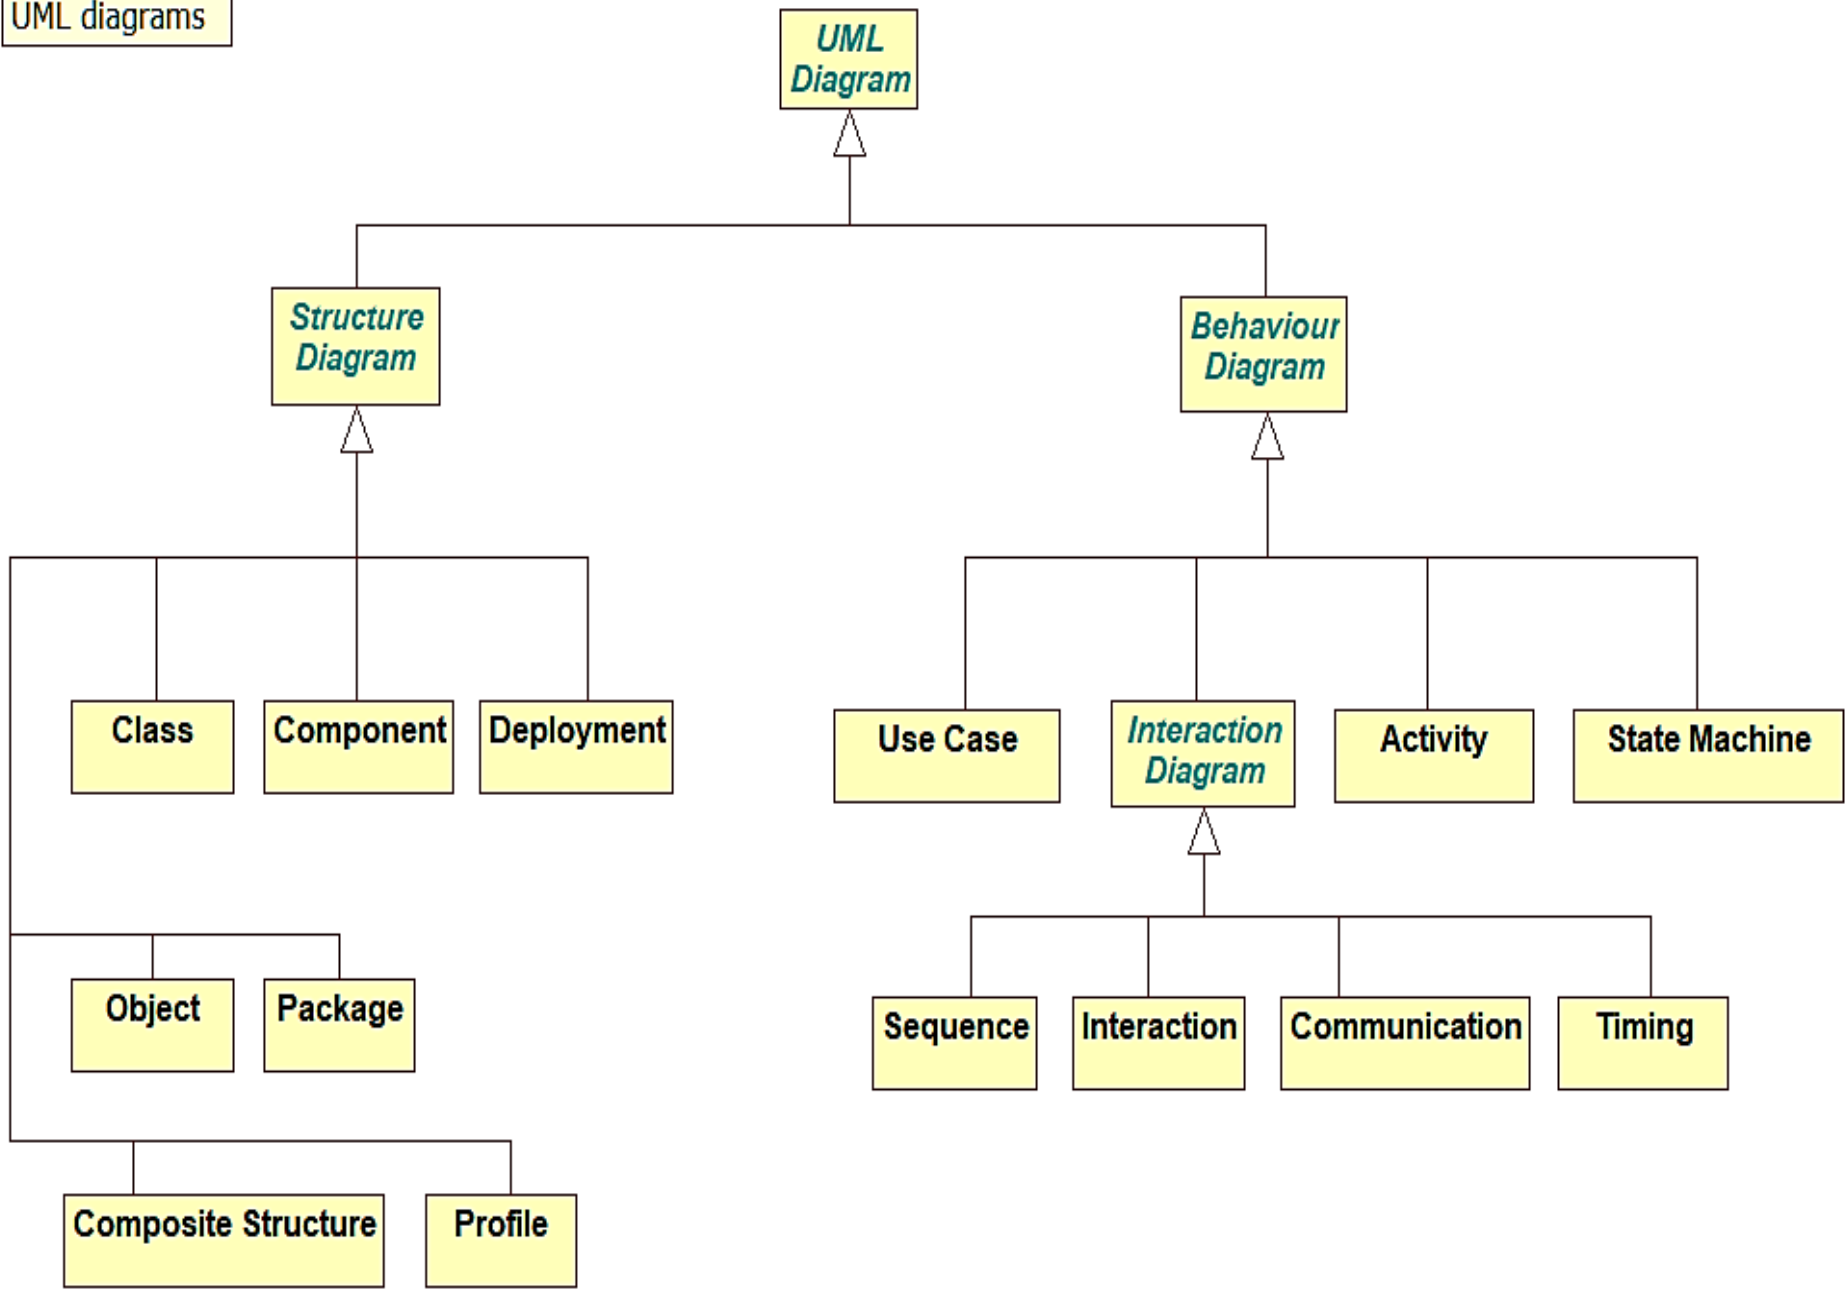 UML diagrams
UML
Diagram
Structure
Diagram
Behaviour
Diagram
Class
Component
Deployment
Use Case
Interaction
Diagram
Activity
State Machine
Object
Package
Sequence
Interaction
Communication
Timing
Composite Structure
Profile